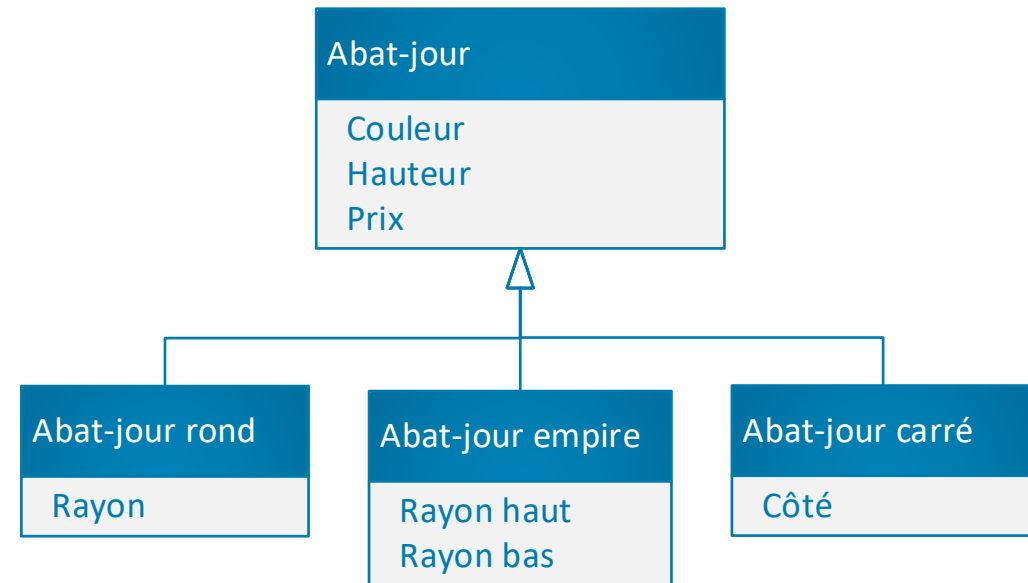 Abat-jour
Couleur
Hauteur
Prix
Abat-jour rond
Rayon
Abat-jour empire
Rayon haut
Rayon bas
Abat-jour carré
Côté